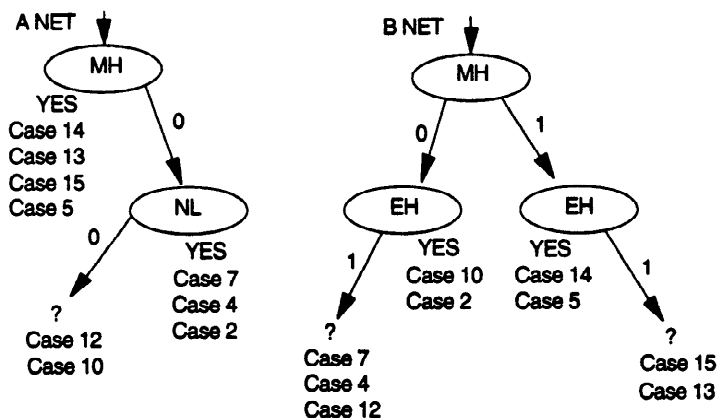 A NET
MH
YES
Case 14
Case 13
Case 15
Case 5
0
NL
0
YES
Case 7
Case 4
Case 2
?
Case 12
Case 10
B NET
MH
0
1
EH
YES
Case 10
Case 2
1
?
Case 7
Case 4
Case 12
EH
YES
Case 14
Case 5
1
?
Case 15
Case 13